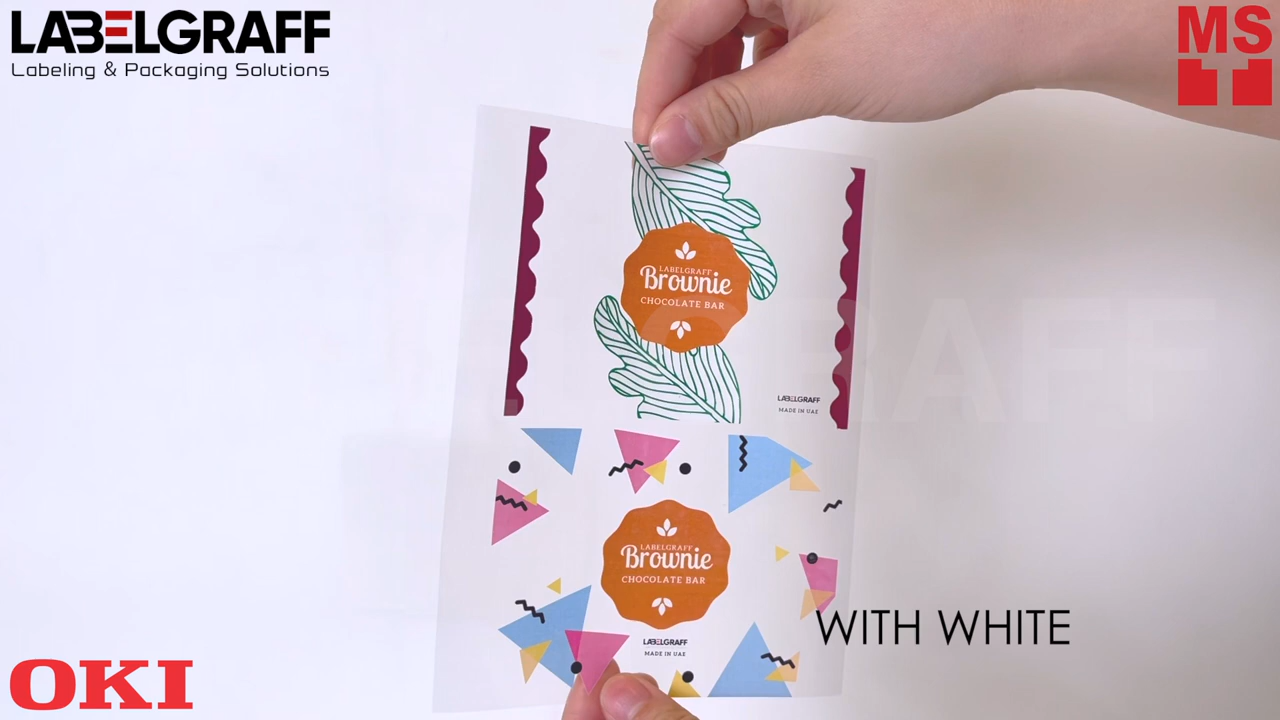 LABELGRAFF
Labeling & Packaging Solutions
MS
LABELGRAFF
Brownie
CHOCOLATE BAR
LABELGRAFF
MADE IN UAE
LABELGRAFF
Brownie
CHOCOLATE BAR
LABELGRAFF
MADE IN UAE
WITH WHITE
OKI
LABELGRAFF